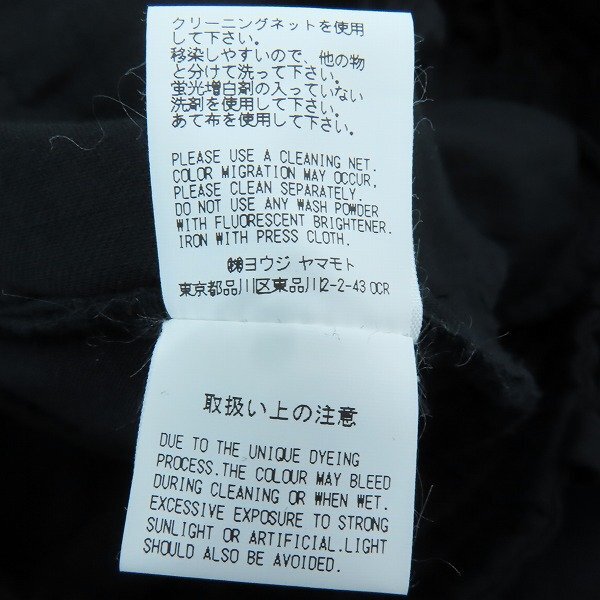 クリーニングネットを使用
して下さい。
移染しやすいので、他の物
と分けて洗って下さい。
蛍光増白剤の入っていない
洗剤を使用して下さい。
あて布を使用して下さい。
PLEASE USE A CLEANING NET.
COLOR MIGRATION MAY OCCUR.
PLEASE CLEAN SEPARATELY.
DO NOT USE ANY WASH POWDER
WITH FLUORESCENT BRIGHTENER.
IRON WITH PRESS CLOTH.
㈱ヨウジ ヤマモト
東京都品川区東品川2-2-43 OCR
取扱い上の注意
DUE TO THE UNIQUE DYEING
PROCESS.THE COLOUR MAY BLEED
DURING CLEANING OR WHEN WET.
EXCESSIVE EXPOSURE TO STRONG
SUNLIGHT OR ARTIFICIAL.LIGHT
SHOULD ALSO BE AVOIDED.